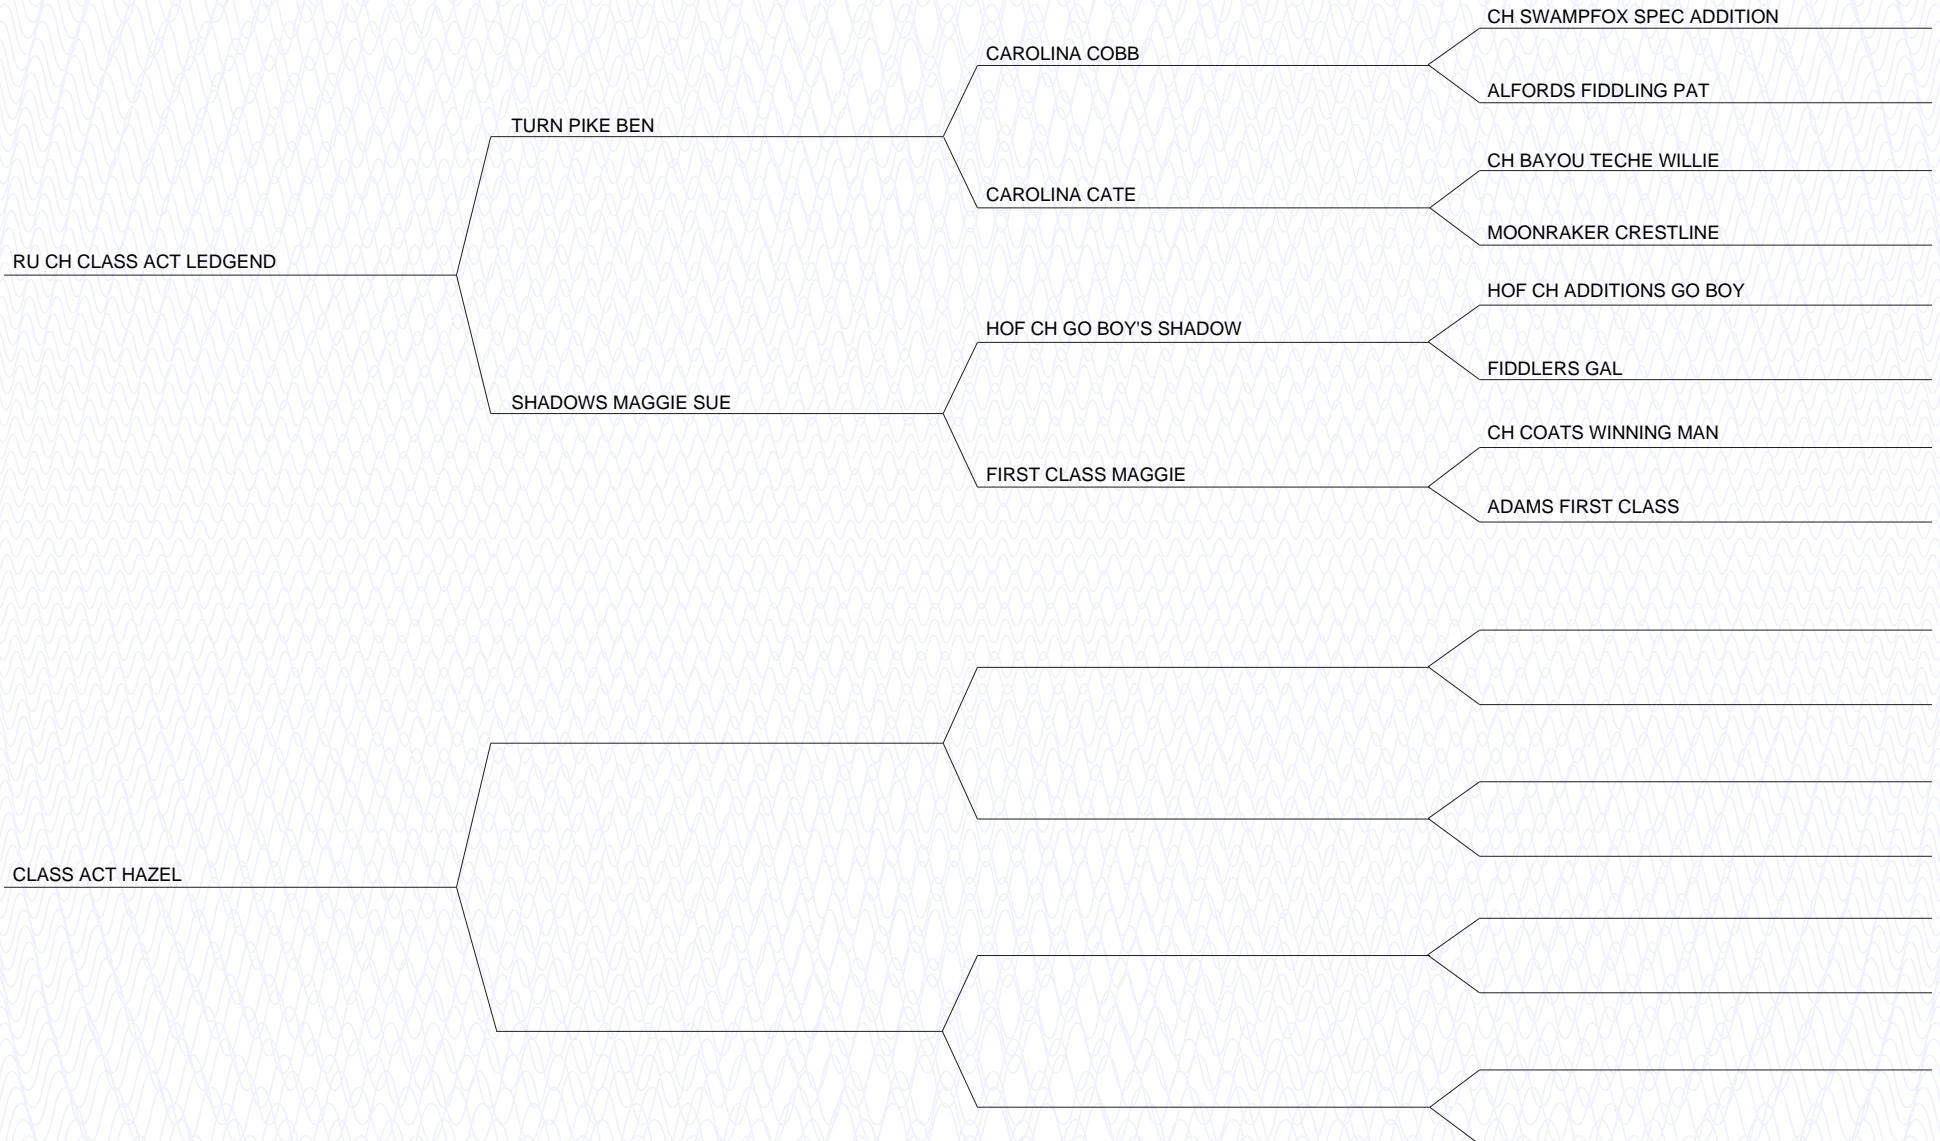 CH SWAMPFOX SPEC ADDITION
CAROLINA COBB
ALFORDS FIDDLING PAT
TURN PIKE BEN
CH BAYOU TECHE WILLIE
CAROLINA CATE
MOONRAKER CRESTLINE
RU CH CLASS ACT LEDGEND
HOF CH ADDITIONS GO BOY
HOF CH GO BOY'S SHADOW
FIDDLERS GAL
SHADOWS MAGGIE SUE
CH COATS WINNING MAN
FIRST CLASS MAGGIE
ADAMS FIRST CLASS
CLASS ACT HAZEL